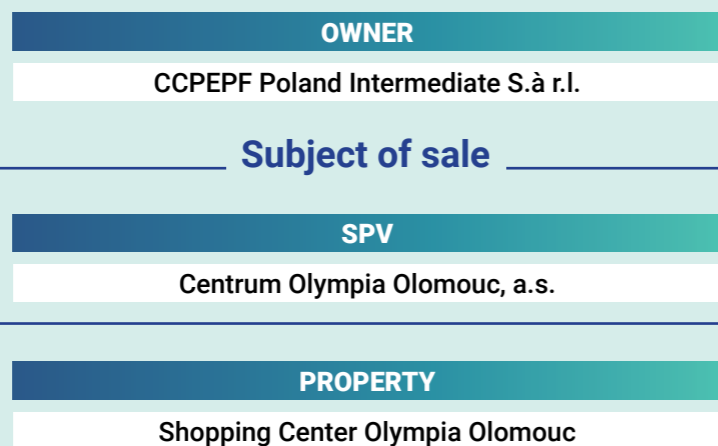 OWNER
CCPEPF Poland Intermediate S.à r.l.
Subject of sale
SPV
Centrum Olympia Olomouc, a.s.
PROPERTY
Shopping Center Olympia Olomouc